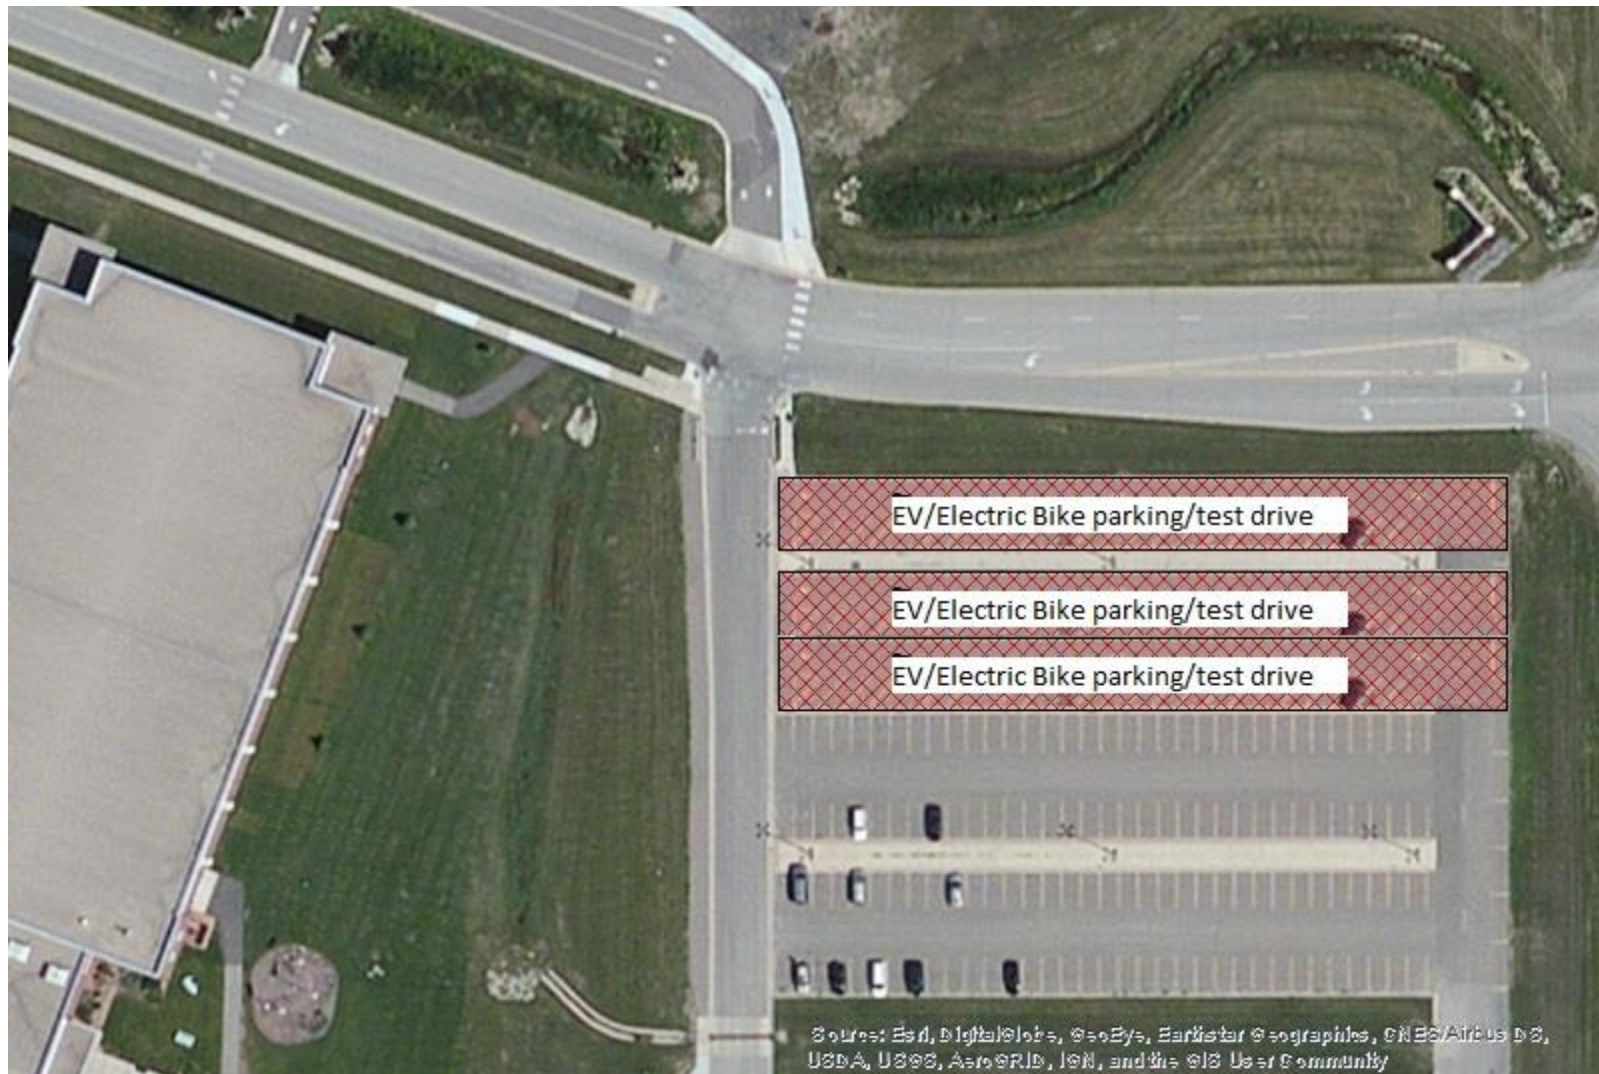 EV/Electric Bike parking/test drive
EV/Electric Bike parking/test drive
EV/Electric Bike parking/test drive
Source: Esri, DigitalGlobe, GeoEye, Earthstar Geographics, CNES/Airbus DS,
USDA, USGS, AeroGRID, IGN, and the GIS User Community